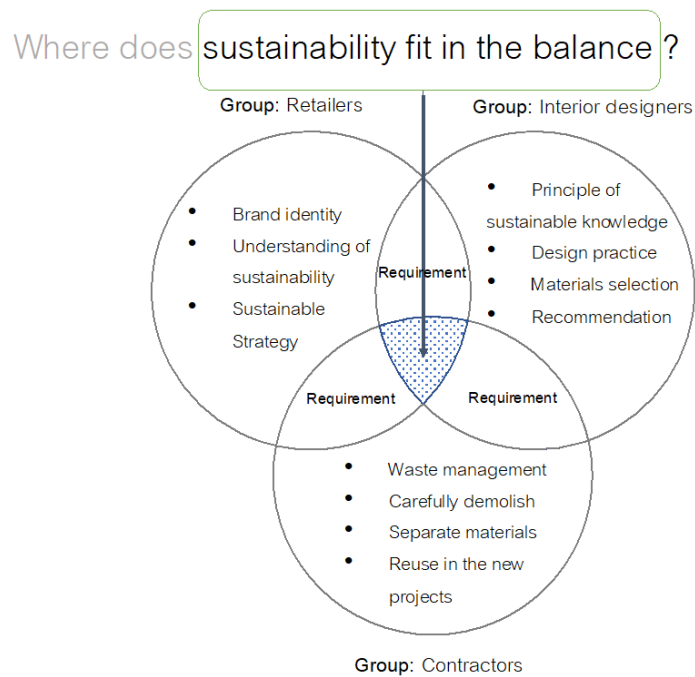 Where does sustainability fit in the balance ?
Group: Retailers
Group: Interior designers
• Brand identity
• Understanding of
sustainability
• Sustainable
Strategy
Requirement
• Principle of
sustainable knowledge
• Design practice
• Materials selection
• Recommendation
Requirement
Requirement
• Waste management
• Carefully demolish
• Separate materials
• Reuse in the new
projects
Group: Contractors